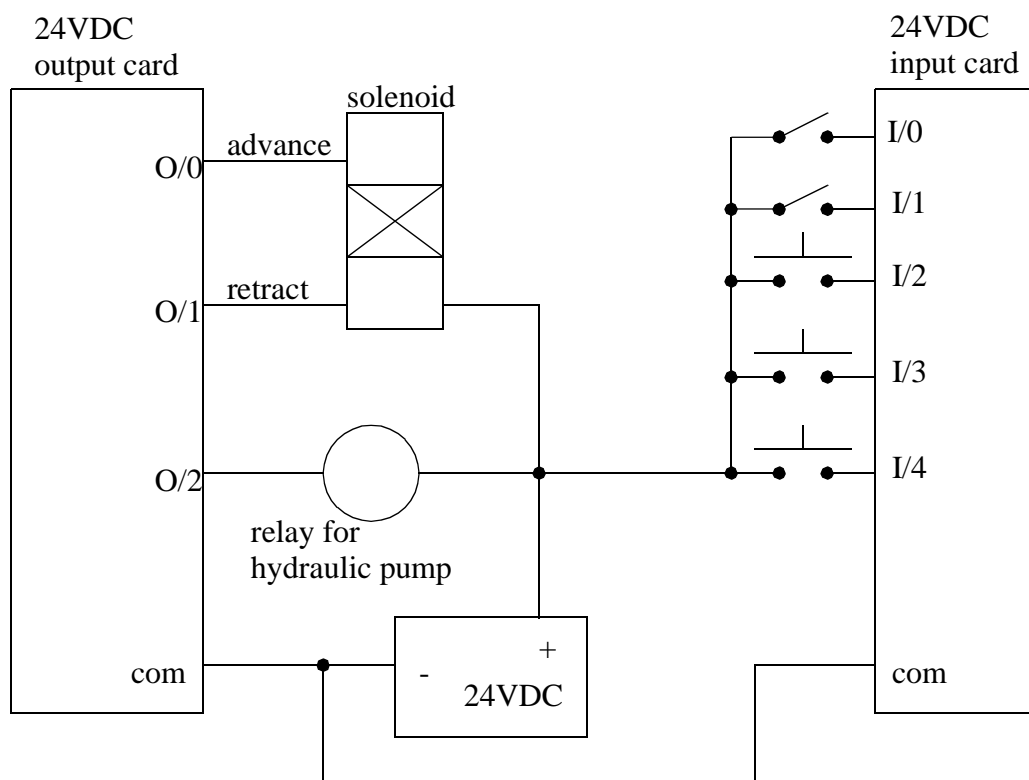 24VDC
output card
24VDC
input card
solenoid
O/0
advance
I/0
I/1
I/2
O/1
retract
I/3
O/2
I/4
relay for
hydraulic pump
com
-
+
24VDC
com